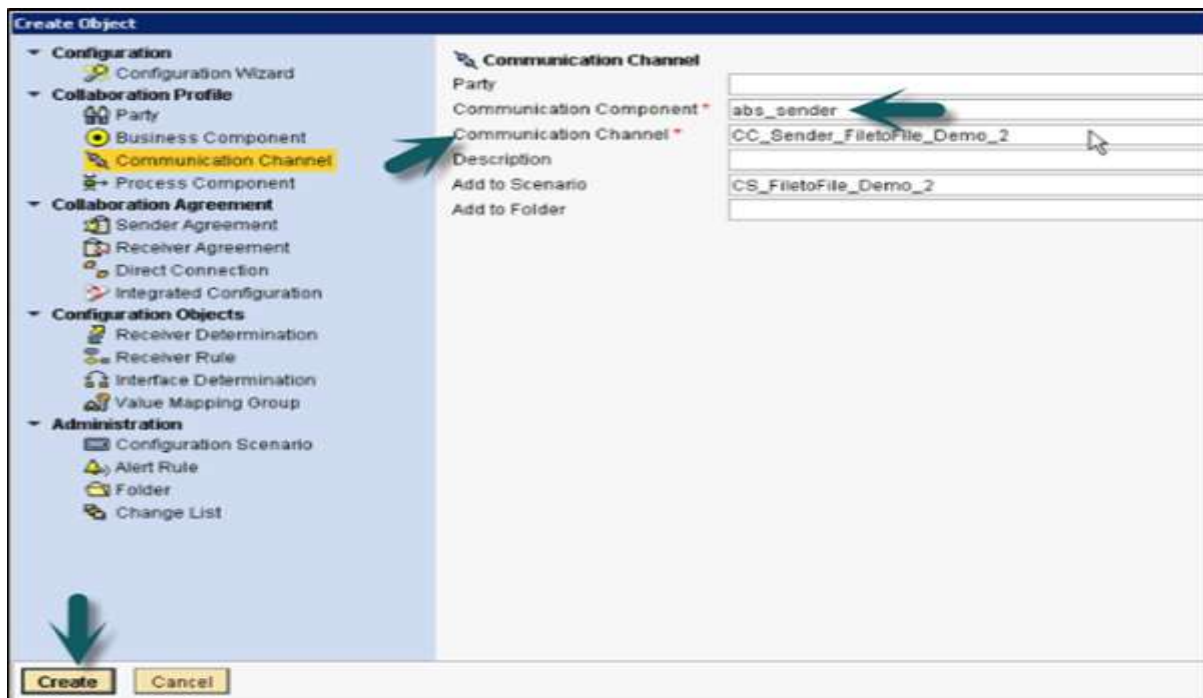 Create Object
Configuration
Configuration Wizard
Collaboration Profile
Party
Business Component
Communication Channel
Process Component
Collaboration Agreement
Sender Agreement
Receiver Agreement
Direct Connection
Integrated Configuration
Configuration Objects
Receiver Determination
Receiver Rule
Interface Determination
Value Mapping Group
Administration
Configuration Scenario
Alert Rule
Folder
Change List
Communication Channel
Party
Communication Component * abs_sender
Communication Channel * CC_Sender_FiletoFile_Demo_2
Description
Add to Scenario CS_FiletoFile_Demo_2
Add to Folder
Create Cancel